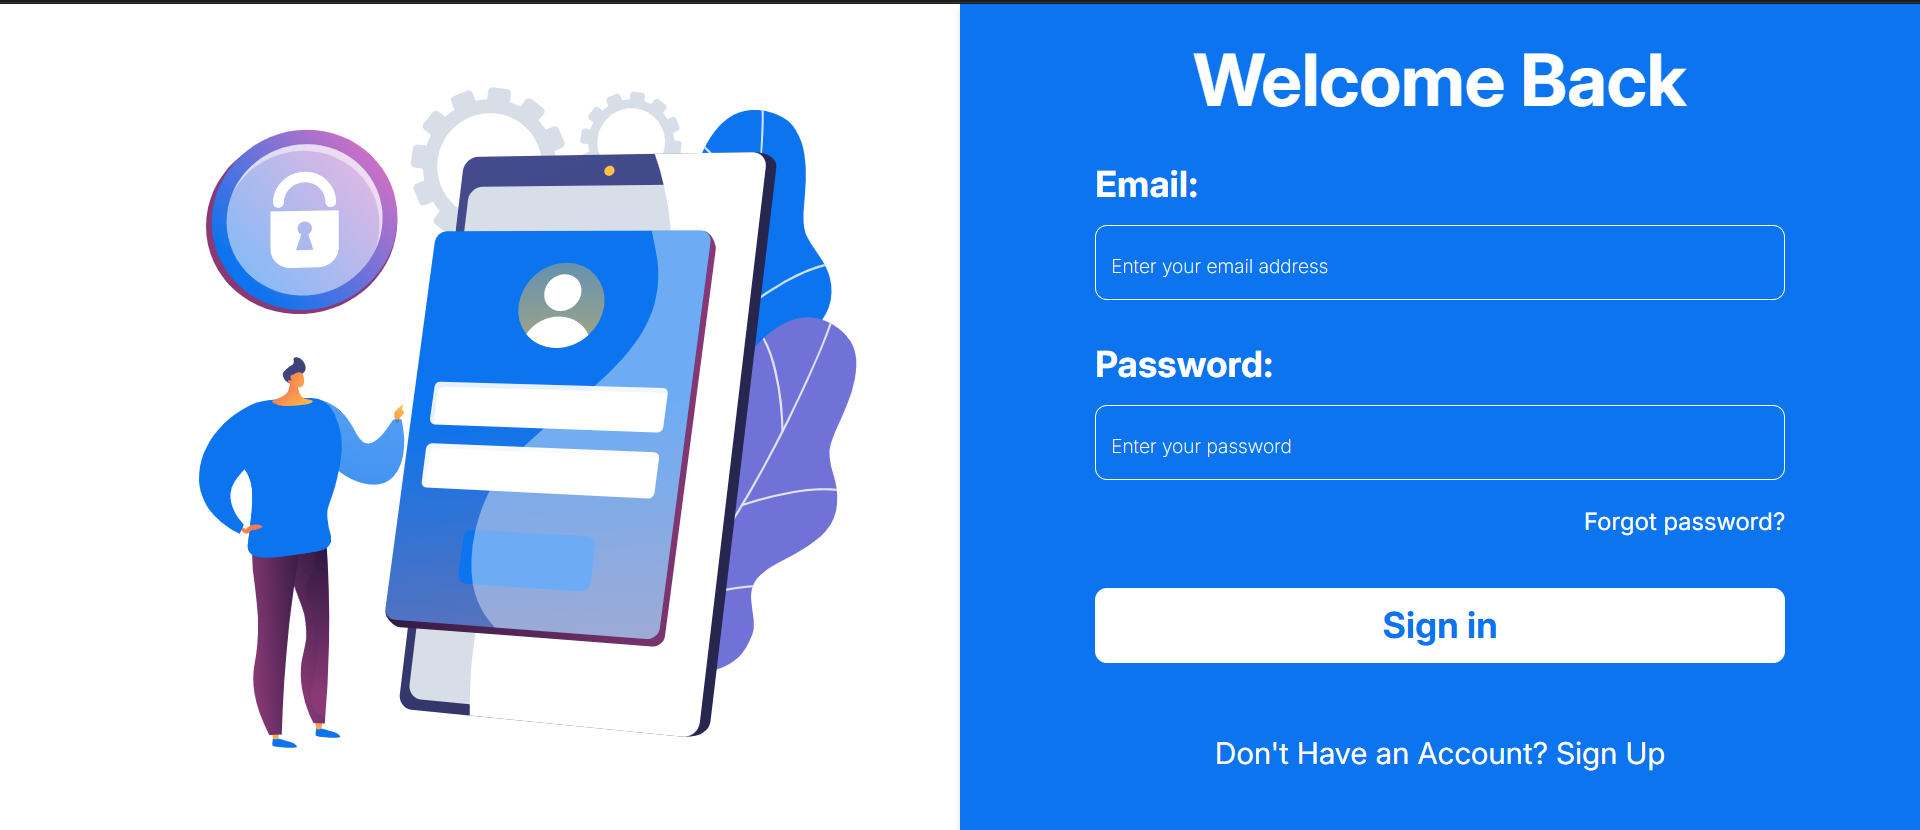 Welcome Back
Email:
Enter your email address
Password:
Enter your password
Forgot password?
Sign in
Don't Have an Account? Sign Up